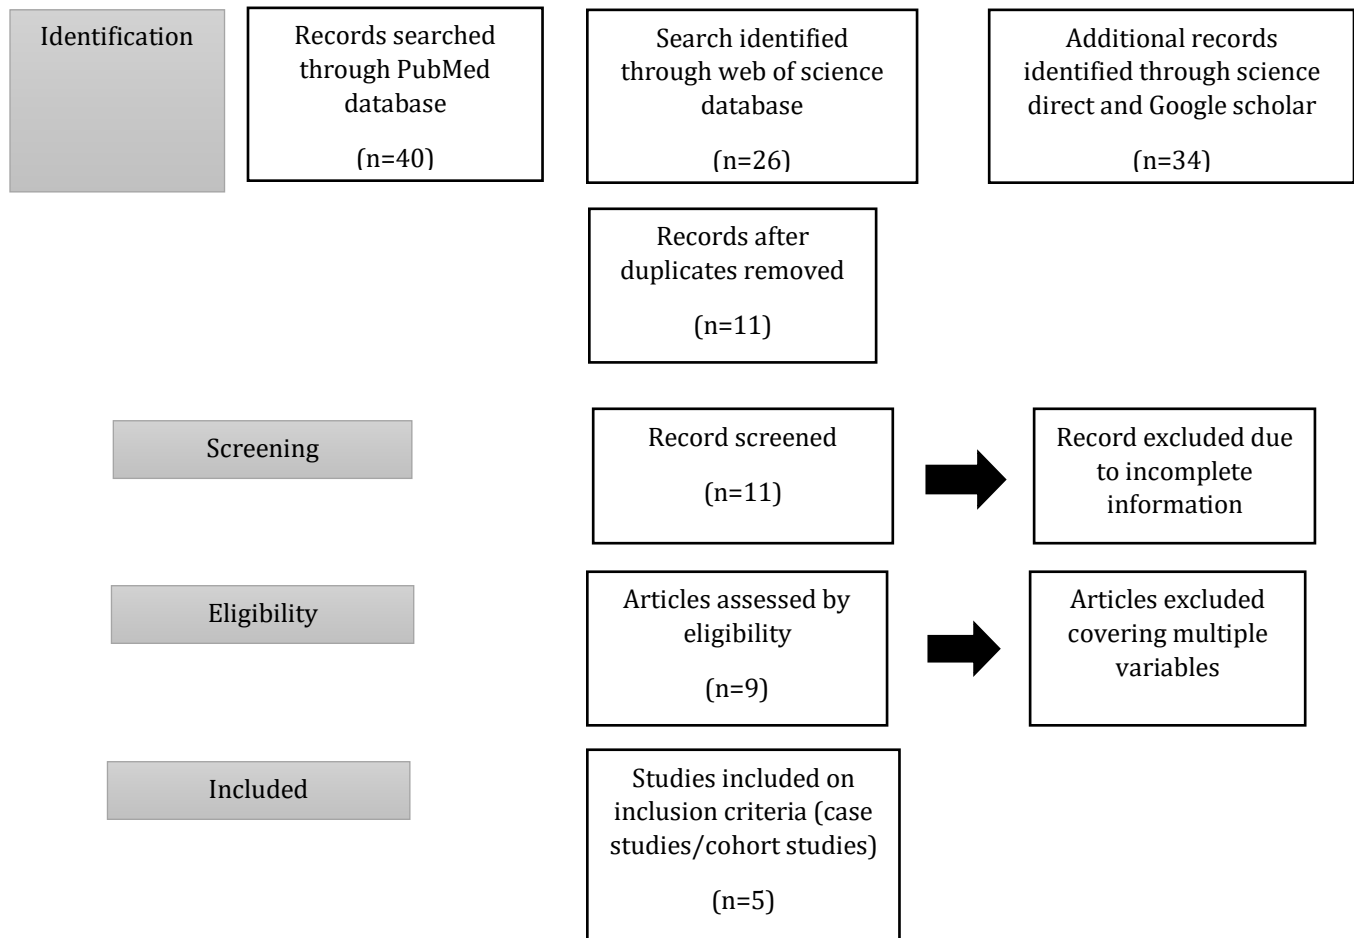 Identification
Records searched
through PubMed
database
(n=40)
Search identified
through web of science
database
(n=26)
Additional records
identified through science
direct and Google scholar
(n=34)
Records after
duplicates removed
(n=11)
Screening
Record screened
(n=11)
Record excluded due
to incomplete
information
Eligibility
Articles assessed by
eligibility
(n=9)
Articles excluded
covering multiple
variables
Included
Studies included on
inclusion criteria (case
studies/cohort studies)
(n=5)